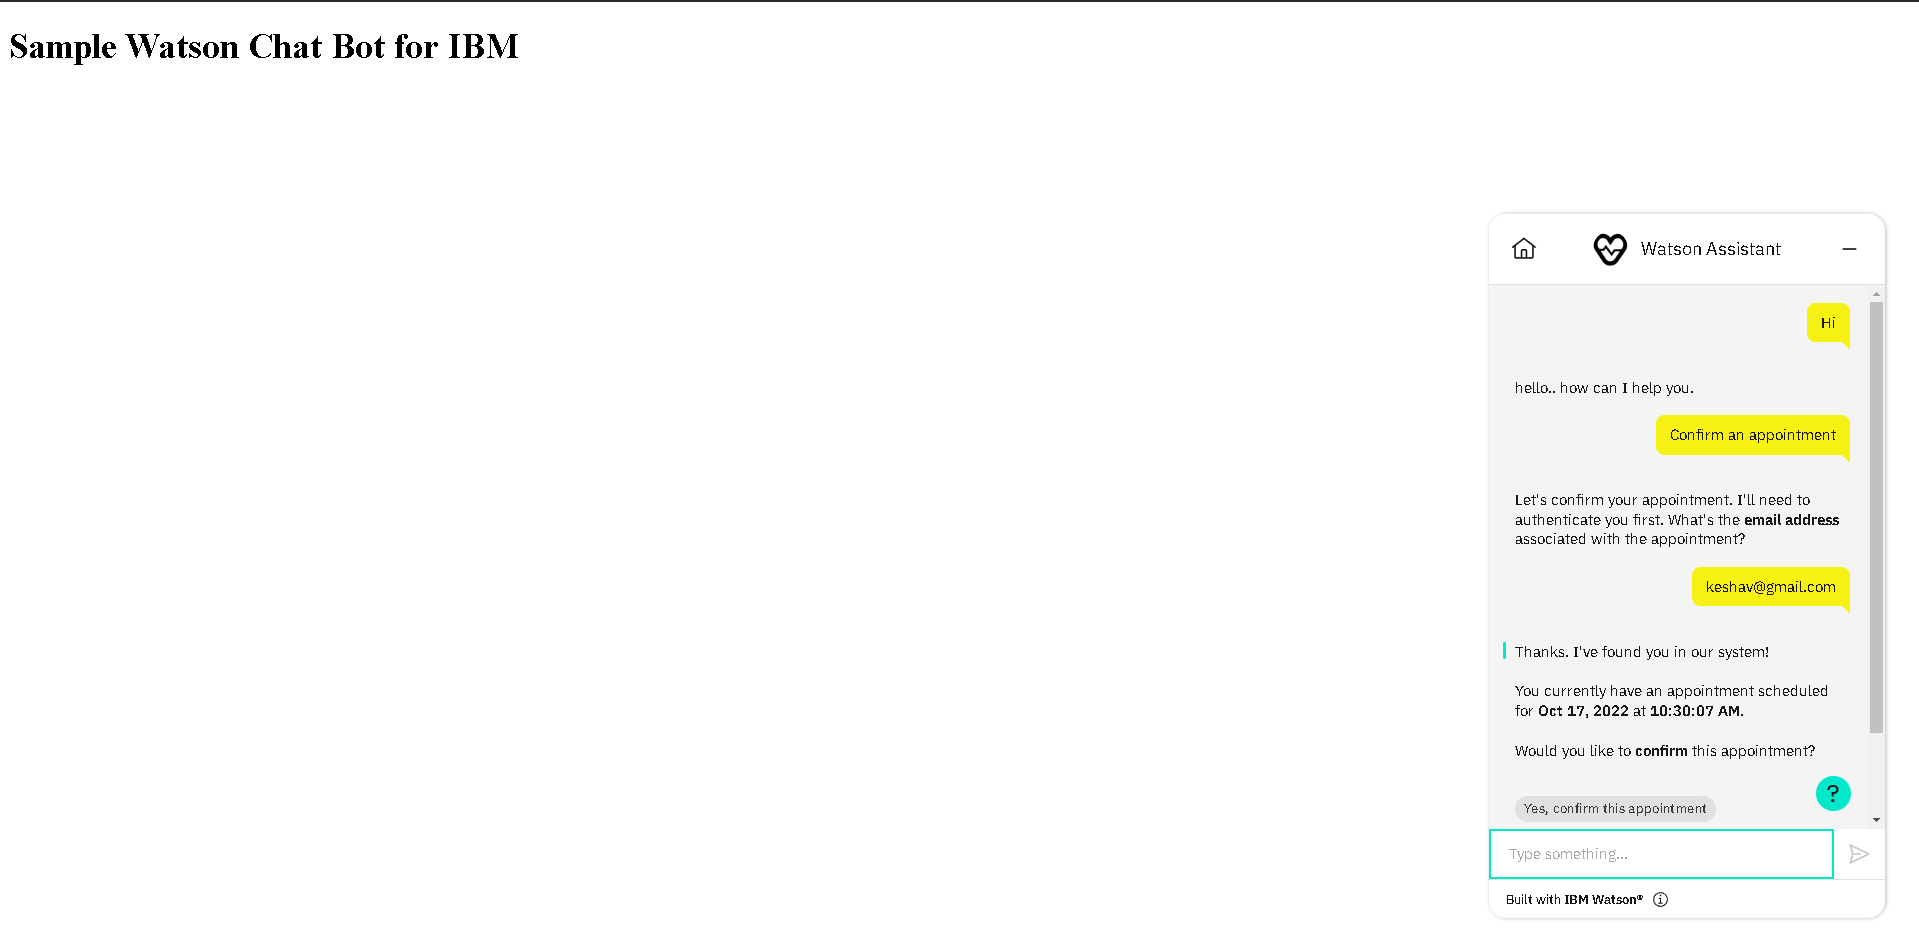 Sample Watson Chat Bot for IBM
Watson Assistant
Hi
hello.. how can I help you.
Confirm an appointment
Let's confirm your appointment. I'll need to
authenticate you first. What's the email address
associated with the appointment?
keshav@gmail.com
Thanks. I've found you in our system!
You currently have an appointment scheduled
for Oct 17, 2022 at 10:30:07 AM.
Would you like to confirm this appointment?
?
Yes, confirm this appointment
Type something...
Built with IBM Watson®